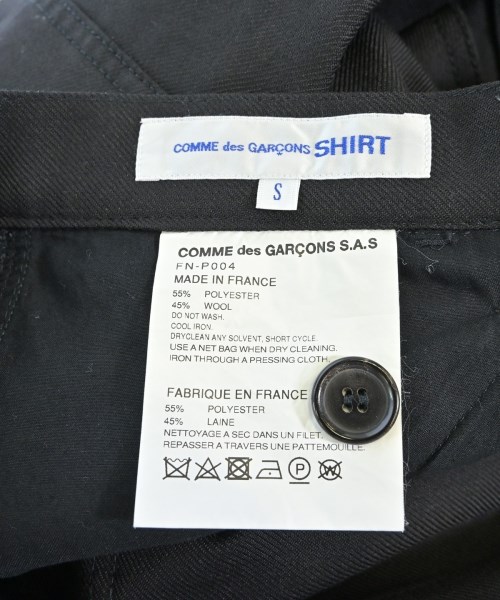 COMME des GARÇONS SHIRT
S
COMME des GARÇONS S.A.S
FN-P004
MADE IN FRANCE
55% POLYESTER
45% WOOL
DO NOT WASH.
COOL IRON.
DRYCLEAN ANY SOLVENT, SHORT CYCLE.
USE A NET BAG WHEN DRY CLEANING.
IRON THROUGH A PRESSING CLOTH.
FABRIQUE EN FRANCE
55% POLYESTER
45% LAINE
NETTOYAGE A SEC DANS UN FILET.
REPASSER A TRAVERS UNE PATTEMOUILLE.
P
W